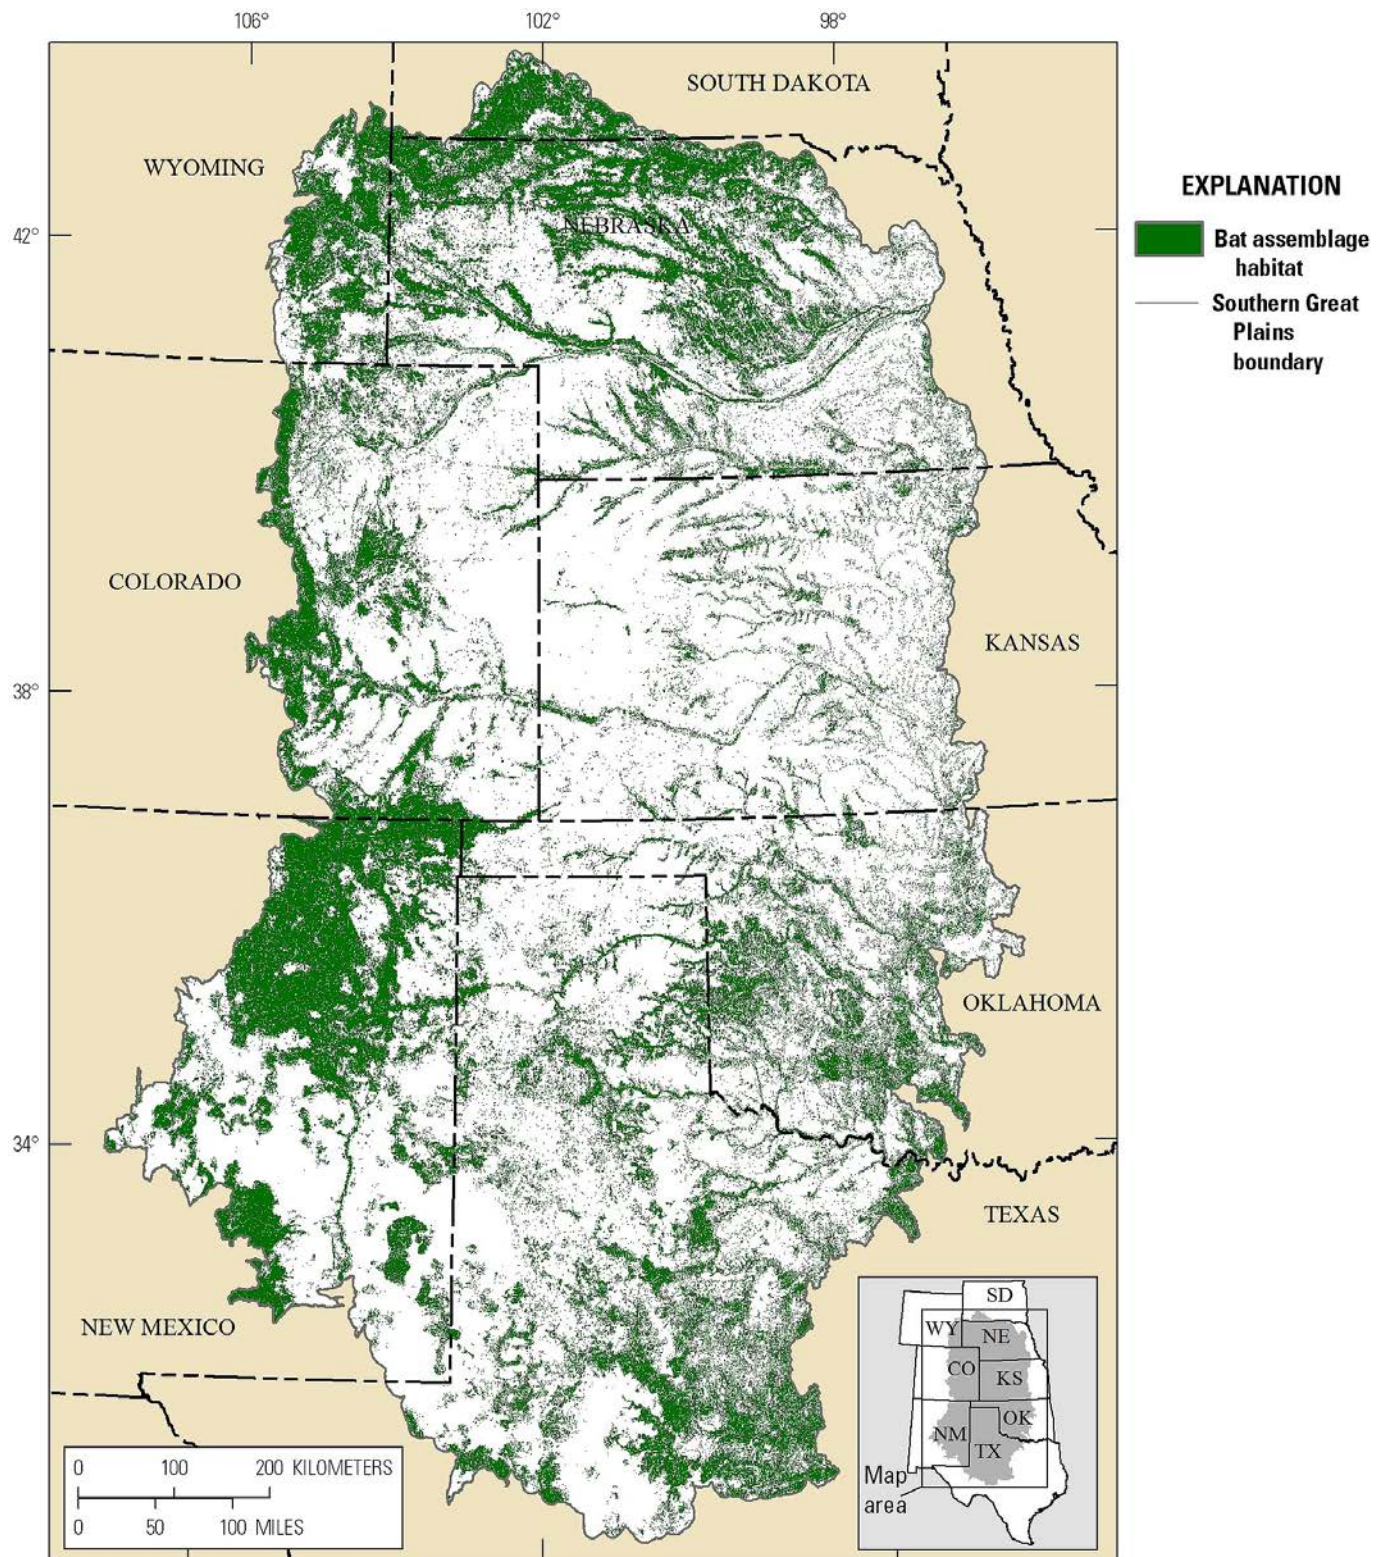 106°
102°
98°
SOUTH DAKOTA
WYOMING
EXPLANATION
NEBRASKA
42°
Bat assemblage
habitat
Southern Great
Plains
boundary
COLORADO
KANSAS
38°
OKLAHOMA
34°
TEXAS
NEW MEXICO
SD
WY
NE
CO
KS
OK
NM
TX
Map
area
0 100 200 KILOMETERS
0 50 100 MILES